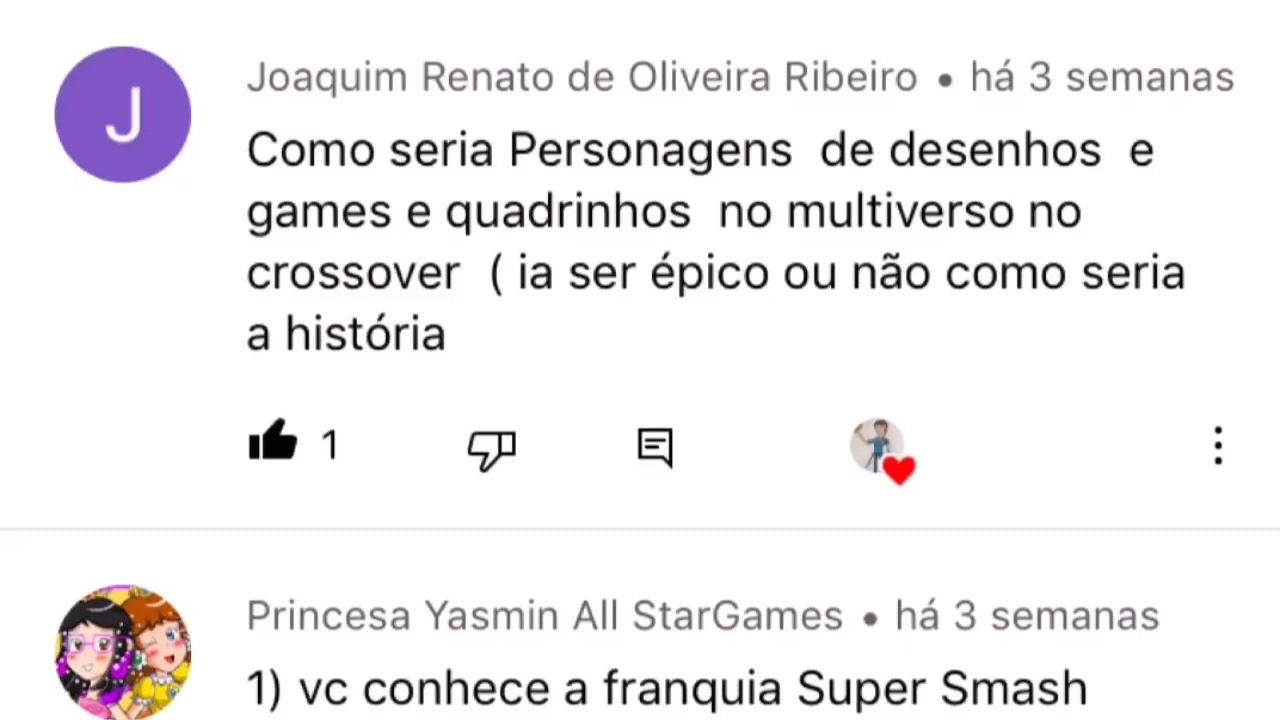 J
Joaquim Renato de Oliveira Ribeiro • há 3 semanas
Como seria Personagens  de desenhos  e
games e quadrinhos  no multiverso no
crossover  ( ia ser épico ou não como seria
a história
1
Princesa Yasmin All StarGames • há 3 semanas
1) vc conhece a franquia Super Smash